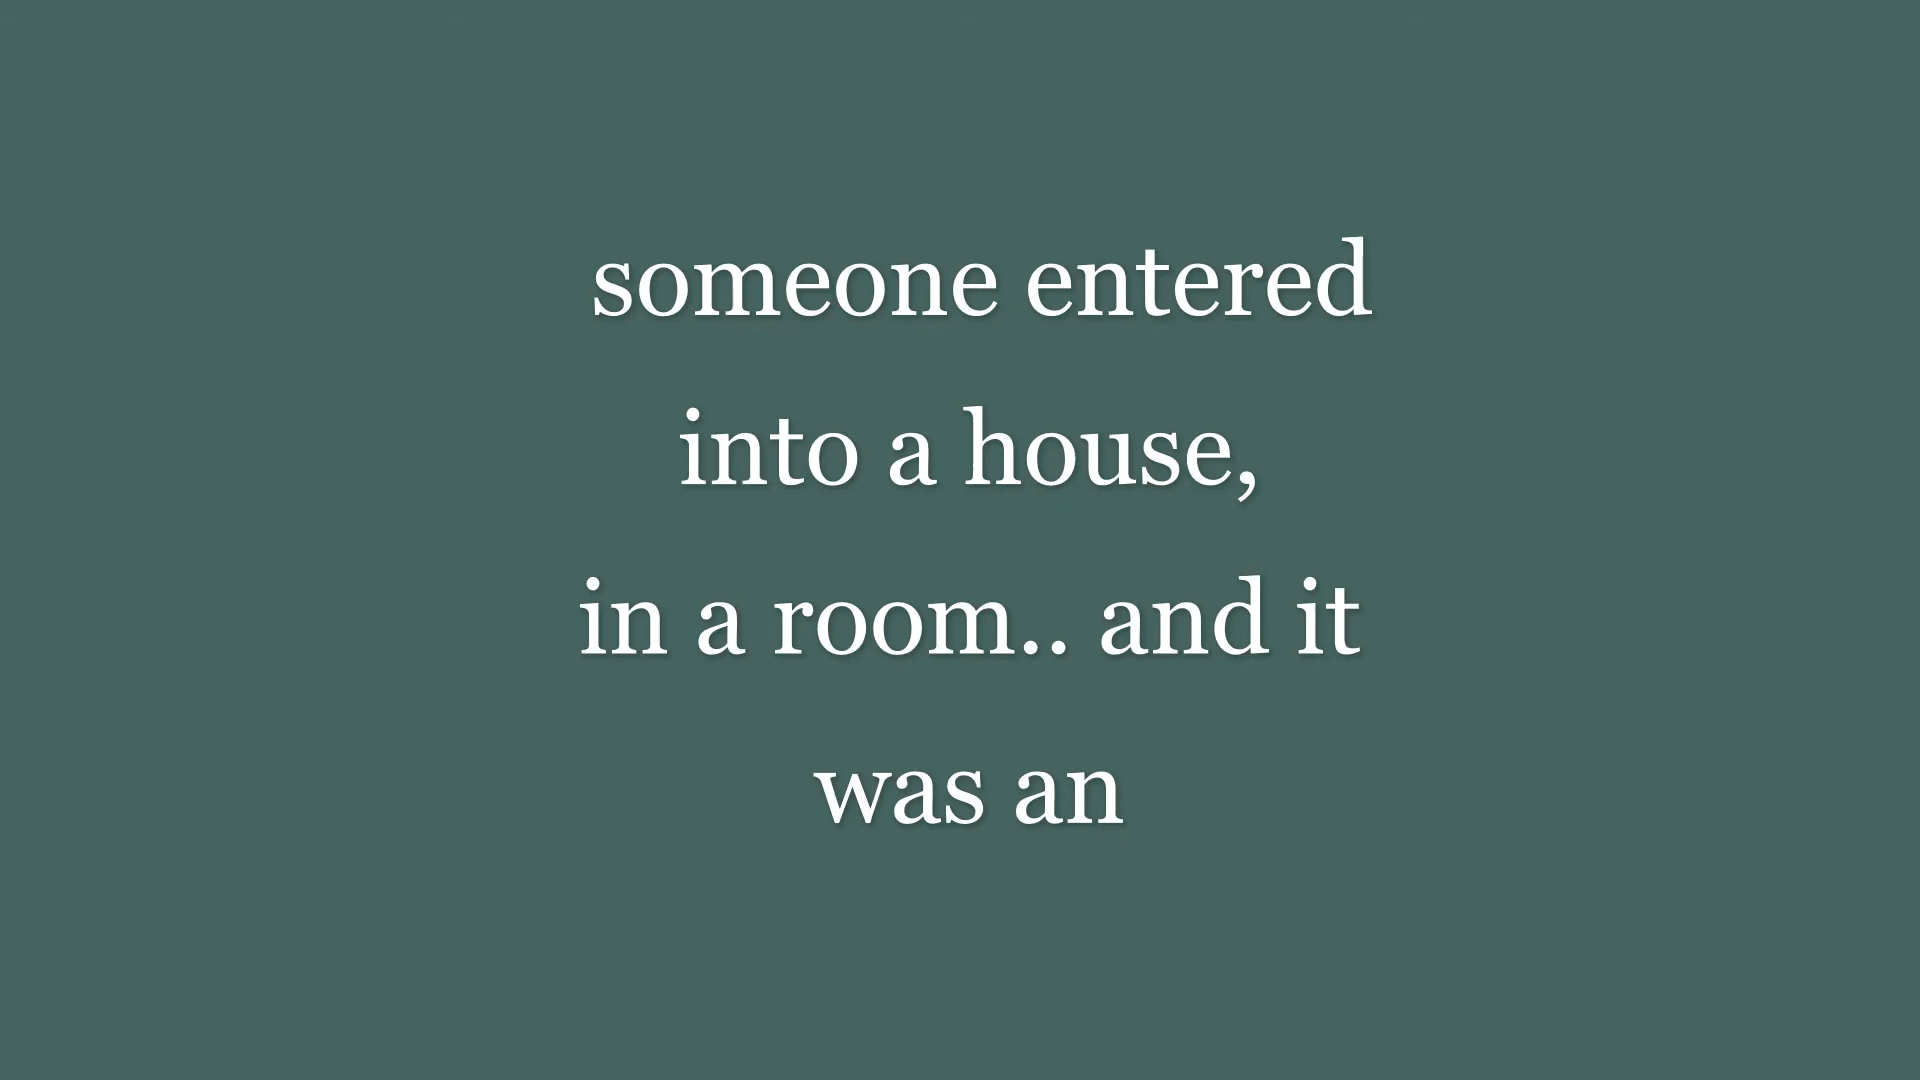 someone entered
into a house,
in a room.. and it
was an